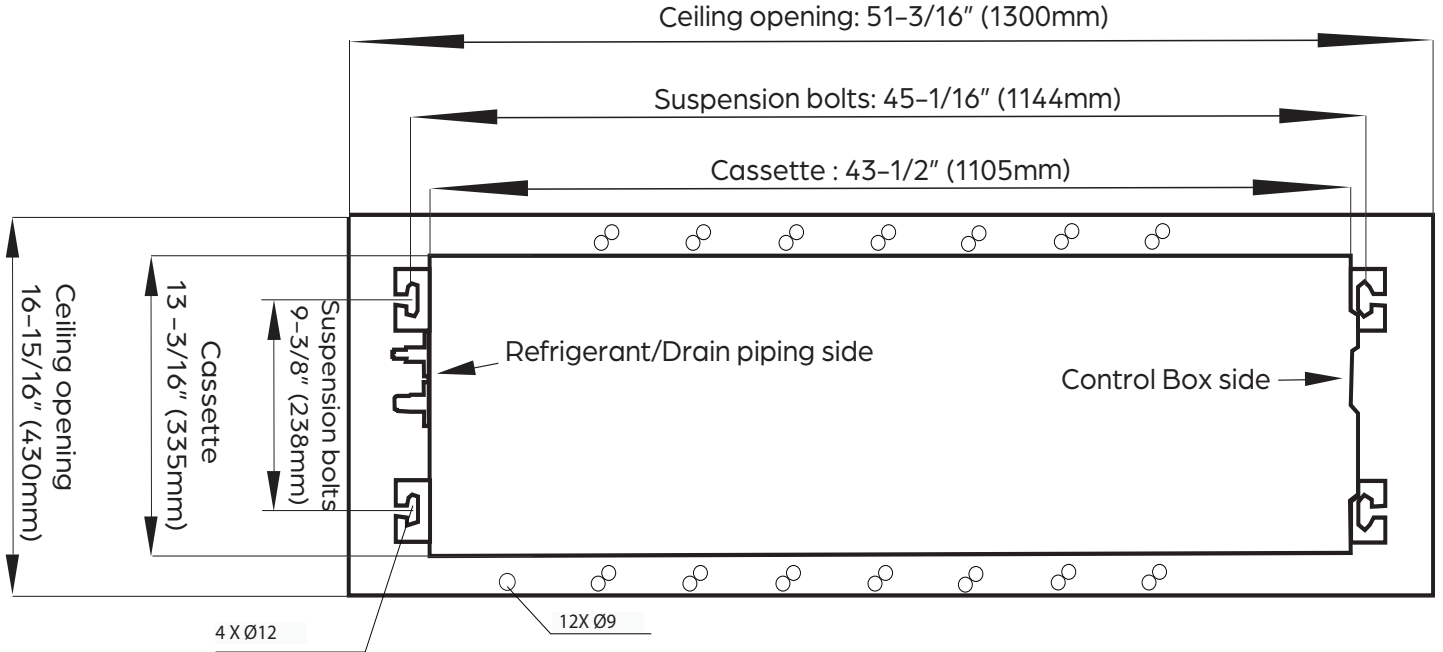 Ceiling opening: 51-3/16" (1300mm)
Suspension bolts: 45-1/16" (1144mm)
Cassette : 43-1/2" (1105mm)
Ceiling opening
16-15/16" (430mm)
Cassette
13 -3/16" (335mm)
Suspension bolts
9-3/8" (238mm)
Refrigerant/Drain piping side
Control Box side
4 X Ø12
12X Ø9